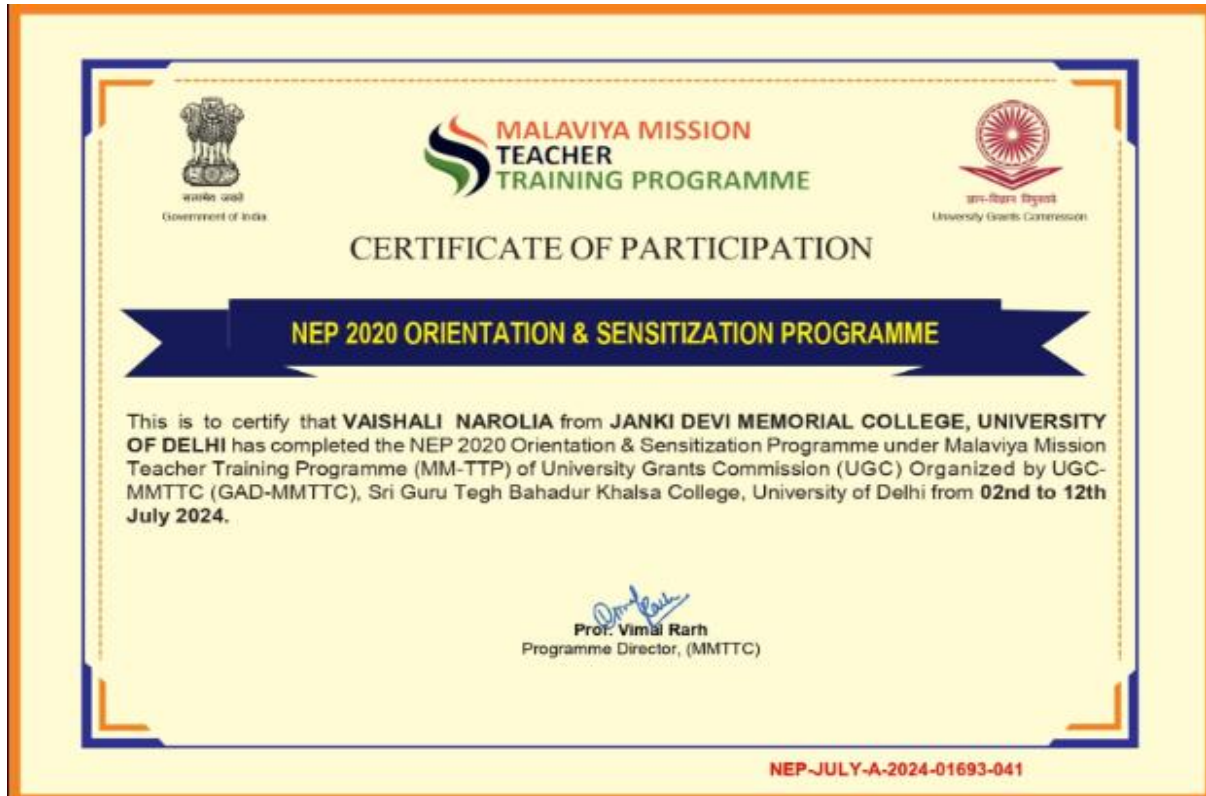 MALAVIYA MISSION
TEACHER
TRAINING PROGRAMME
सत्यमेव जयते
Government of India
ज्ञान-विज्ञान विमुक्तये
University Grants Commission
CERTIFICATE OF PARTICIPATION
NEP 2020 ORIENTATION & SENSITIZATION PROGRAMME
This is to certify that VAISHALI NAROLIA from JANKI DEVI MEMORIAL COLLEGE, UNIVERSITY
OF DELHI has completed the NEP 2020 Orientation & Sensitization Programme under Malaviya Mission
Teacher Training Programme (MM-TTP) of University Grants Commission (UGC) Organized by UGC-
MMTTC (GAD-MMTTC), Sri Guru Tegh Bahadur Khalsa College, University of Delhi from 02nd to 12th
July 2024.
Prof. Vimal Rarh
Programme Director, (MMTTC)
NEP-JULY-A-2024-01693-041